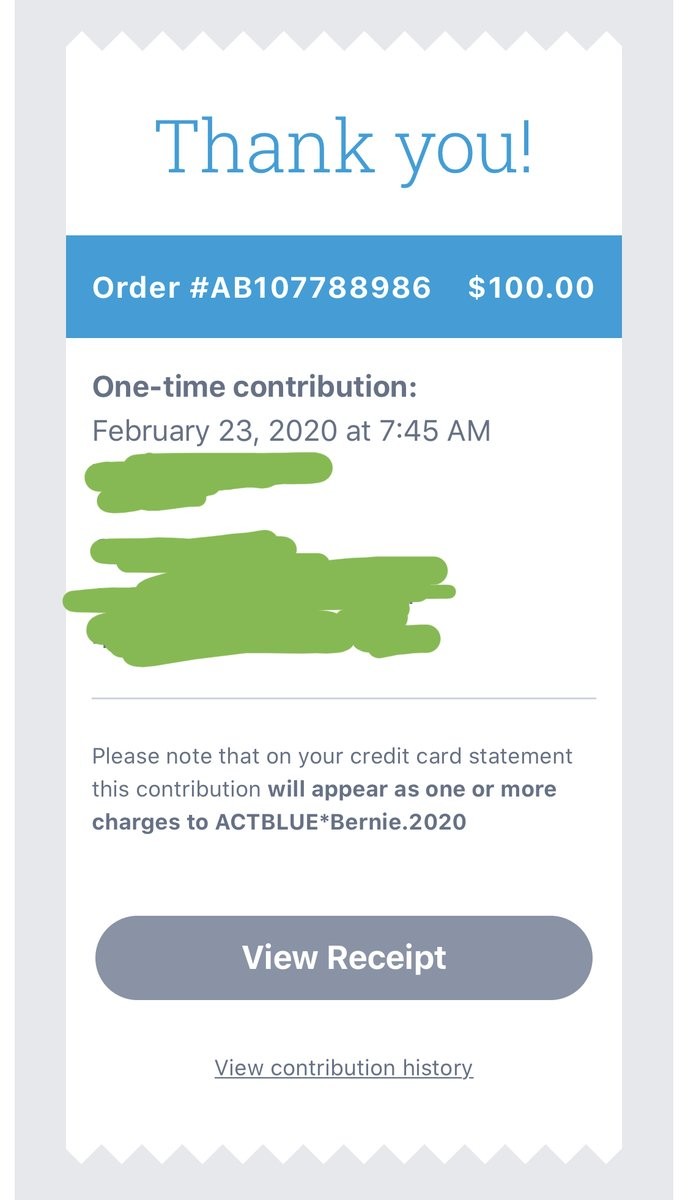 Thank you!
Order #AB107788986 $100.00
One-time contribution:
February 23, 2020 at 7:45 AM
Please note that on your credit card statement
this contribution will appear as one or more
charges to ACTBLUE*Bernie.2020
View Receipt
View contribution history